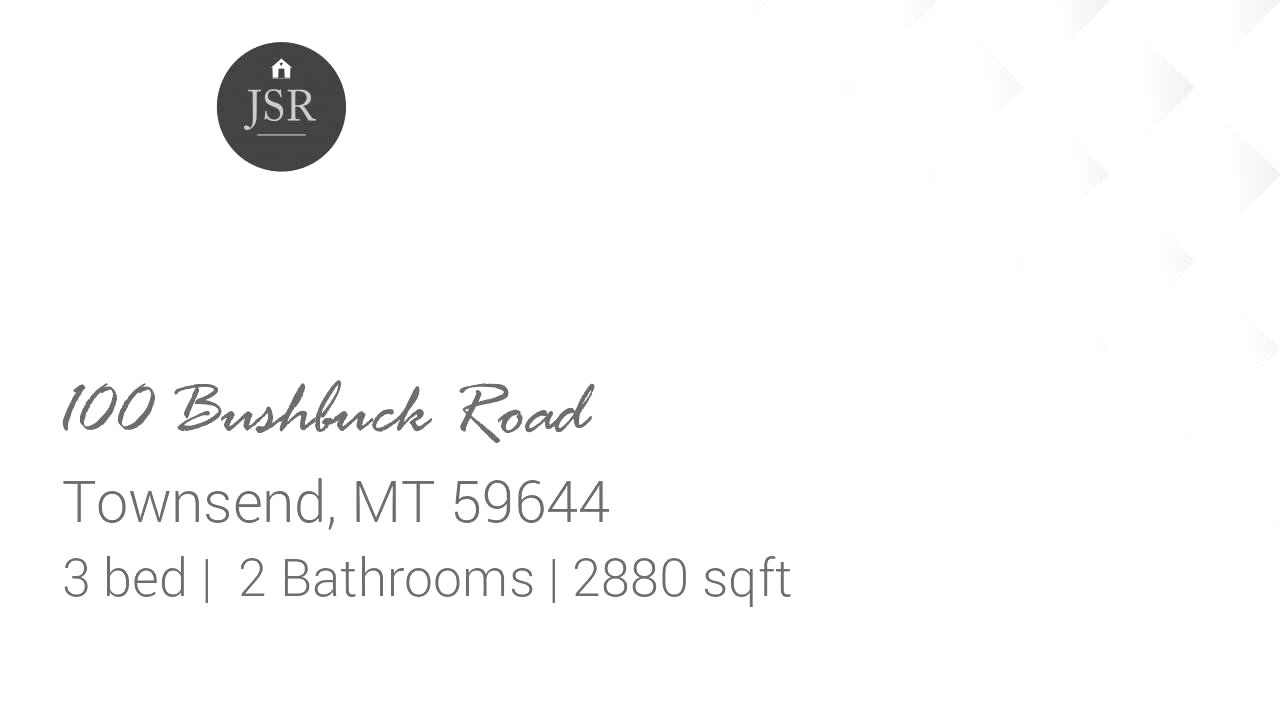 JSR
100 Bushbuck Road
Townsend, MT 59644
3 bed | 2 Bathrooms | 2880 sqft